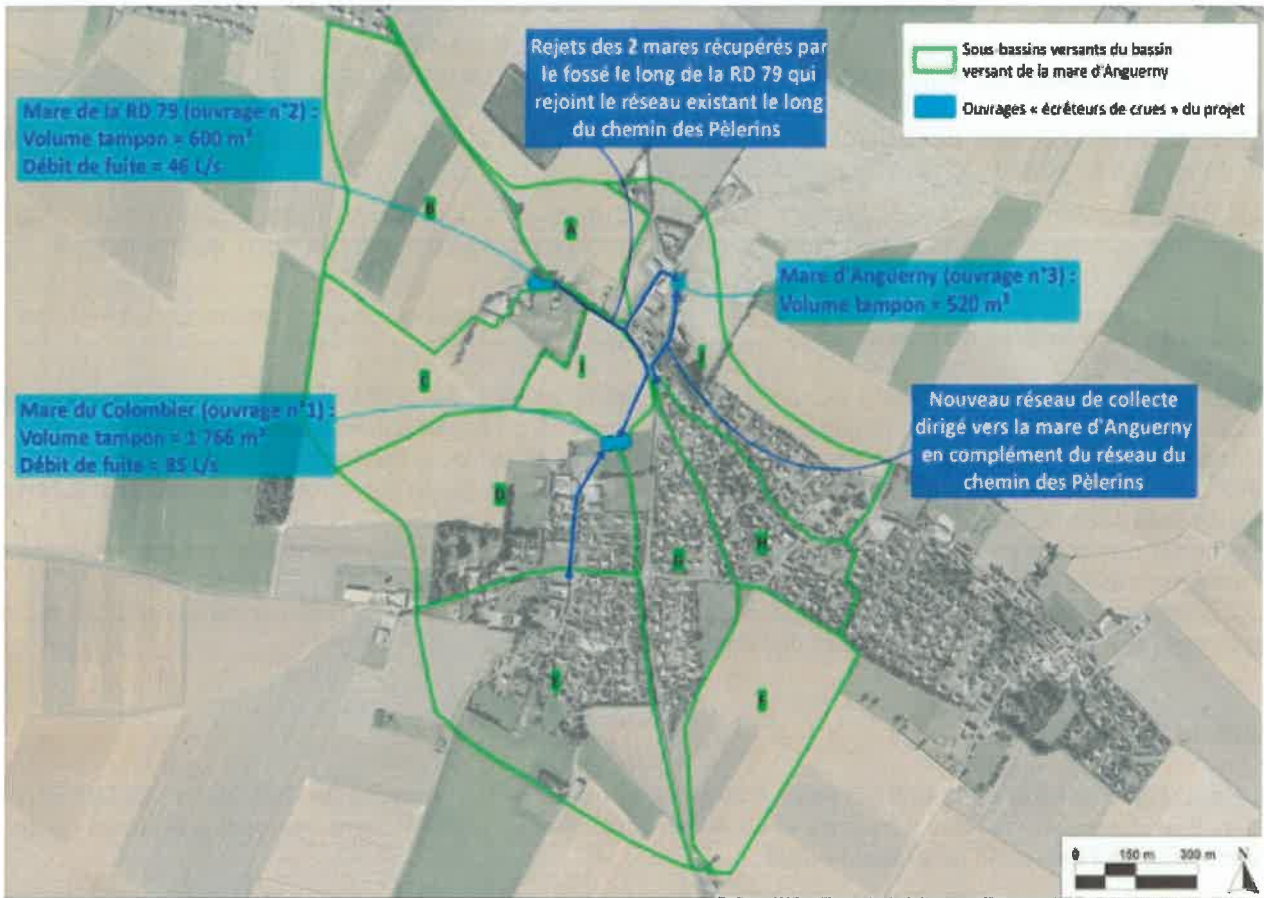 Rejets des 2 mares récupérés par
le fossé le long de la RD 79 qui
rejoint le réseau existant le long
du chemin des Pèlerins
Sous-bassins versants du bassin
versant de la mare d'Anguerny
Ouvrages « écrêteurs de crues » du projet
Mare de la RD 79 (ouvrage n°2) :
Volume tampon = 600 m³
Débit de fuite = 46 L/s
B
A
Mare d'Anguerny (ouvrage n°3) :
Volume tampon = 520 m³
C
I
J
Mare du Colombier (ouvrage n°1) :
Volume tampon = 1 766 m³
Débit de fuite = 85 L/s
Nouveau réseau de collecte
dirigé vers la mare d'Anguerny
en complément du réseau du
chemin des Pèlerins
D
H
F
0 150 m 300 m N